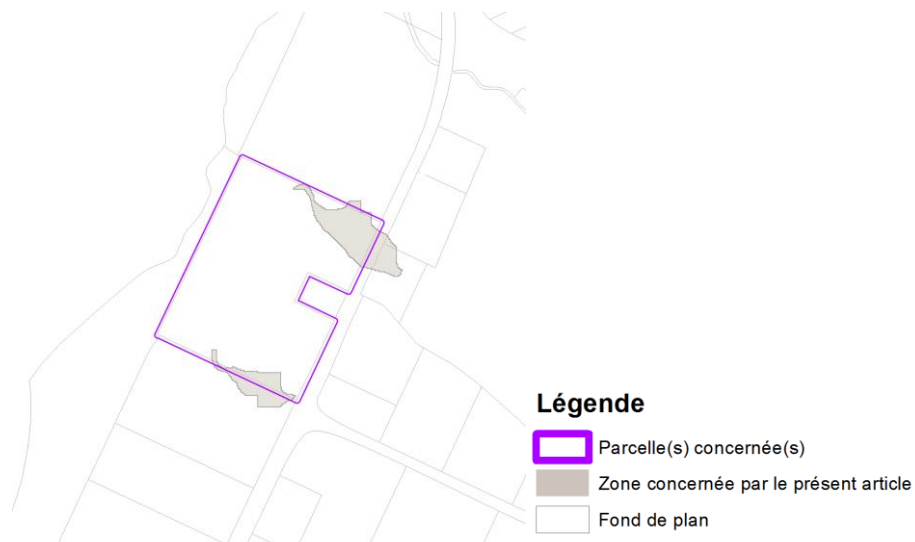 Légende
Parcelle(s) concernée(s)
Zone concernée par le présent article
Fond de plan